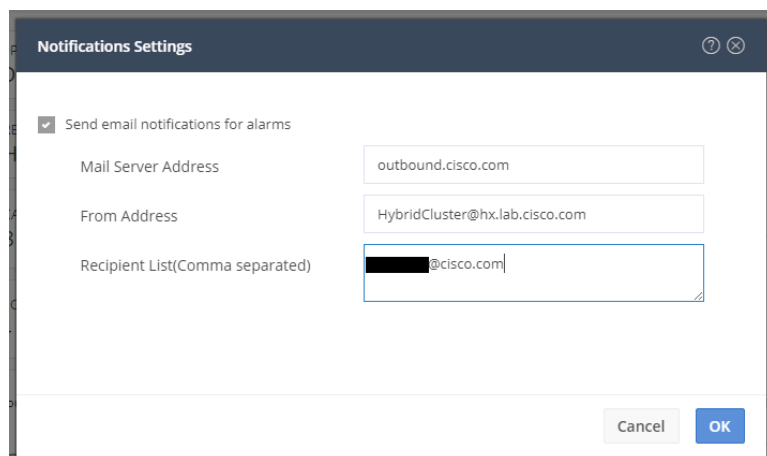 Notifications Settings
Send email notifications for alarms
Mail Server Address
outbound.cisco.com
From Address
HybridCluster@hx.lab.cisco.com
Recipient List(Comma separated)
@cisco.com
Cancel
OK